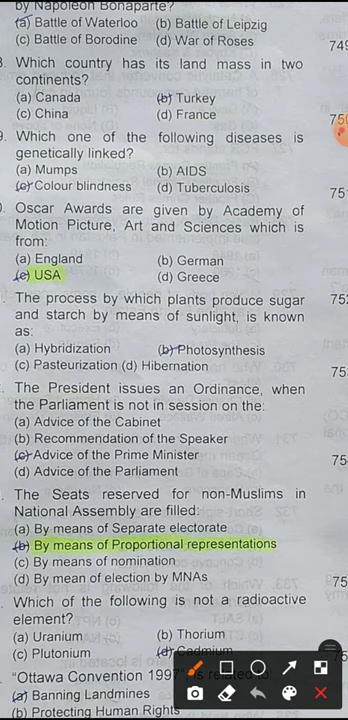 by Napoleon Bonaparte?
(a) Battle of Waterloo (b) Battle of Leipzig
(c) Battle of Borodine (d) War of Roses
749
Which country has its land mass in two
continents?
(a) Canada (b) Turkey
(c) China (d) France
750
9. Which one of the following diseases is
genetically linked?
(a) Mumps (b) AIDS
(c) Colour blindness (d) Tuberculosis
751
Oscar Awards are given by Academy of
Motion Picture, Art and Sciences which is
from:
(a) England (b) German
(c) USA (d) Greece
The process by which plants produce sugar
752
and starch by means of sunlight, is known
as:
(a) Hybridization (b) Photosynthesis
(c) Pasteurization (d) Hibernation
753
The President issues an Ordinance, when
the Parliament is not in session on the:
(a) Advice of the Cabinet
(b) Recommendation of the Speaker
(c) Advice of the Prime Minister
75
(d) Advice of the Parliament
The Seats reserved for non-Muslims in
National Assembly are filled:
(a) By means of Separate electorate
(b) By means of Proportional representations
(c) By means of nomination
(d) By mean of election by MNAs
75
Which of the following is not a radioactive
element?
(a) Uranium (b) Thorium
(c) Plutonium (d) Cadmium
"Ottawa Convention 1997", is related to:
(a) Banning Landmines
(b) Protecting Human Rights